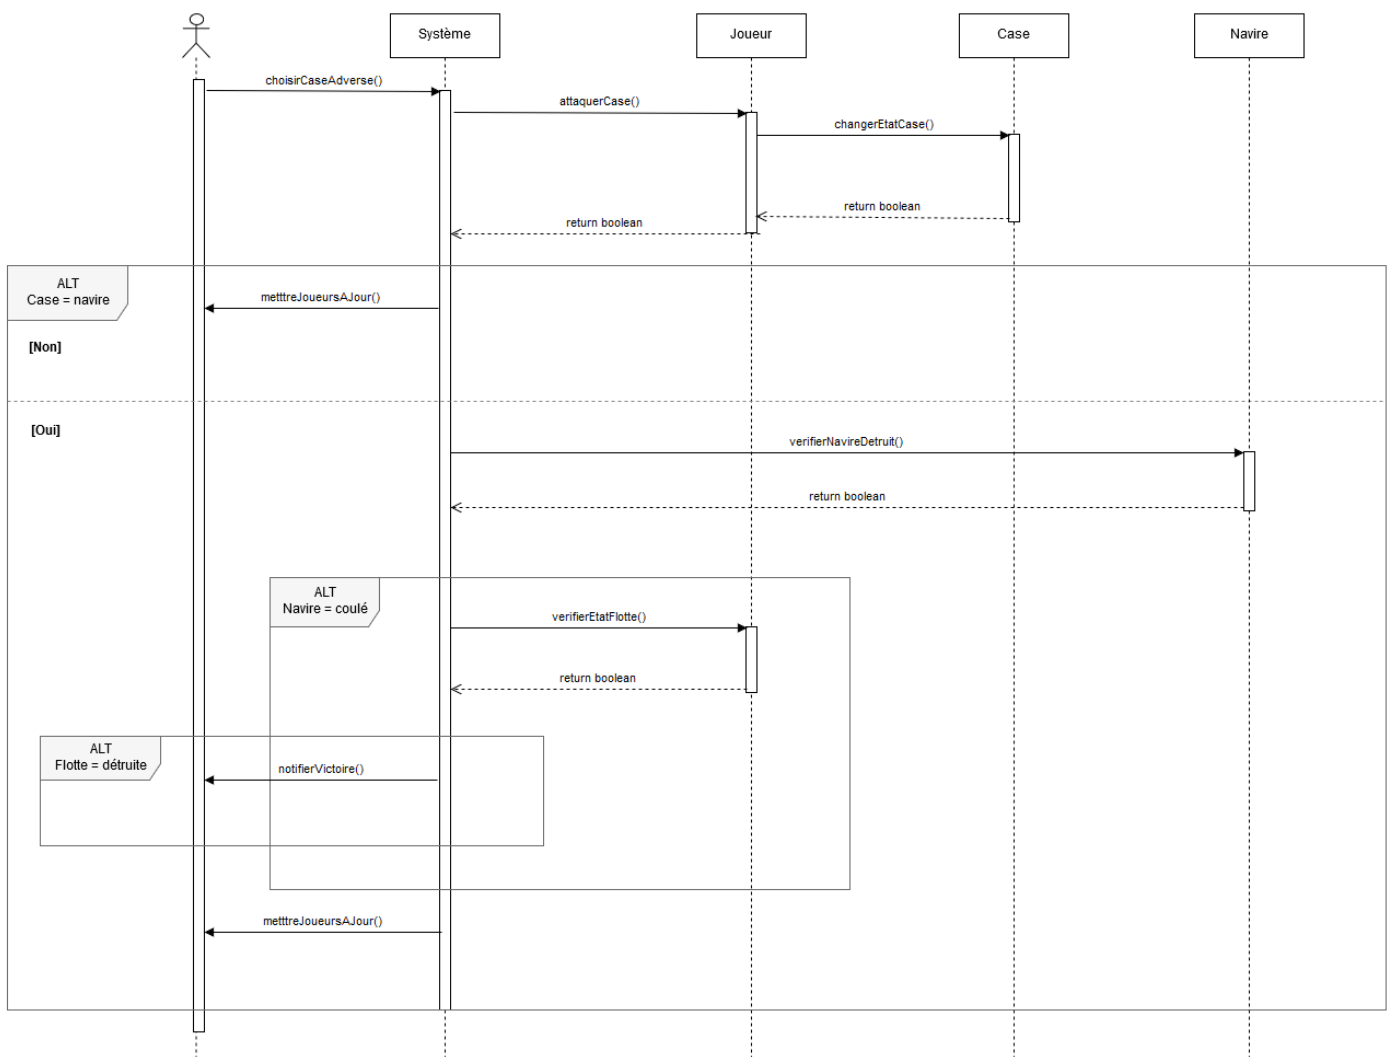 Système
Joueur
Case
Navire
choisirCaseAdverse()
attaquerCase()
changerEtatCase()
return boolean
return boolean
ALT
Case = navire
metttreJoueursAJour()
[Non]
[Oui]
verifierNavireDetruit()
return boolean
ALT
Navire = coulé
verifierEtatFlotte()
return boolean
ALT
Flotte = détruite
notifierVictoire()
metttreJoueursAJour()